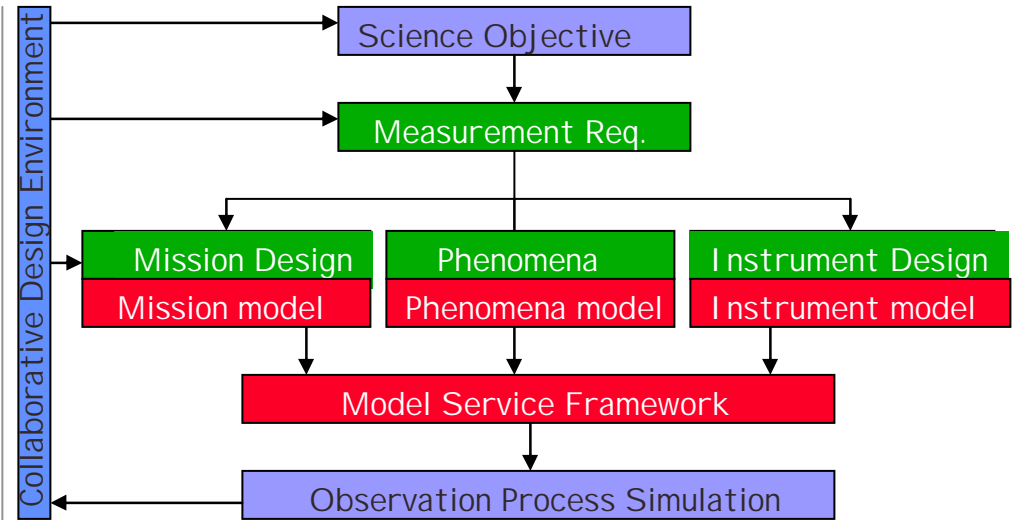 Collaborative Design Environment
Science Objective
Measurement Req.
Mission Design
Phenomena
Instrument Design
Mission model
Phenomena model
Instrument model
Model Service Framework
Observation Process Simulation